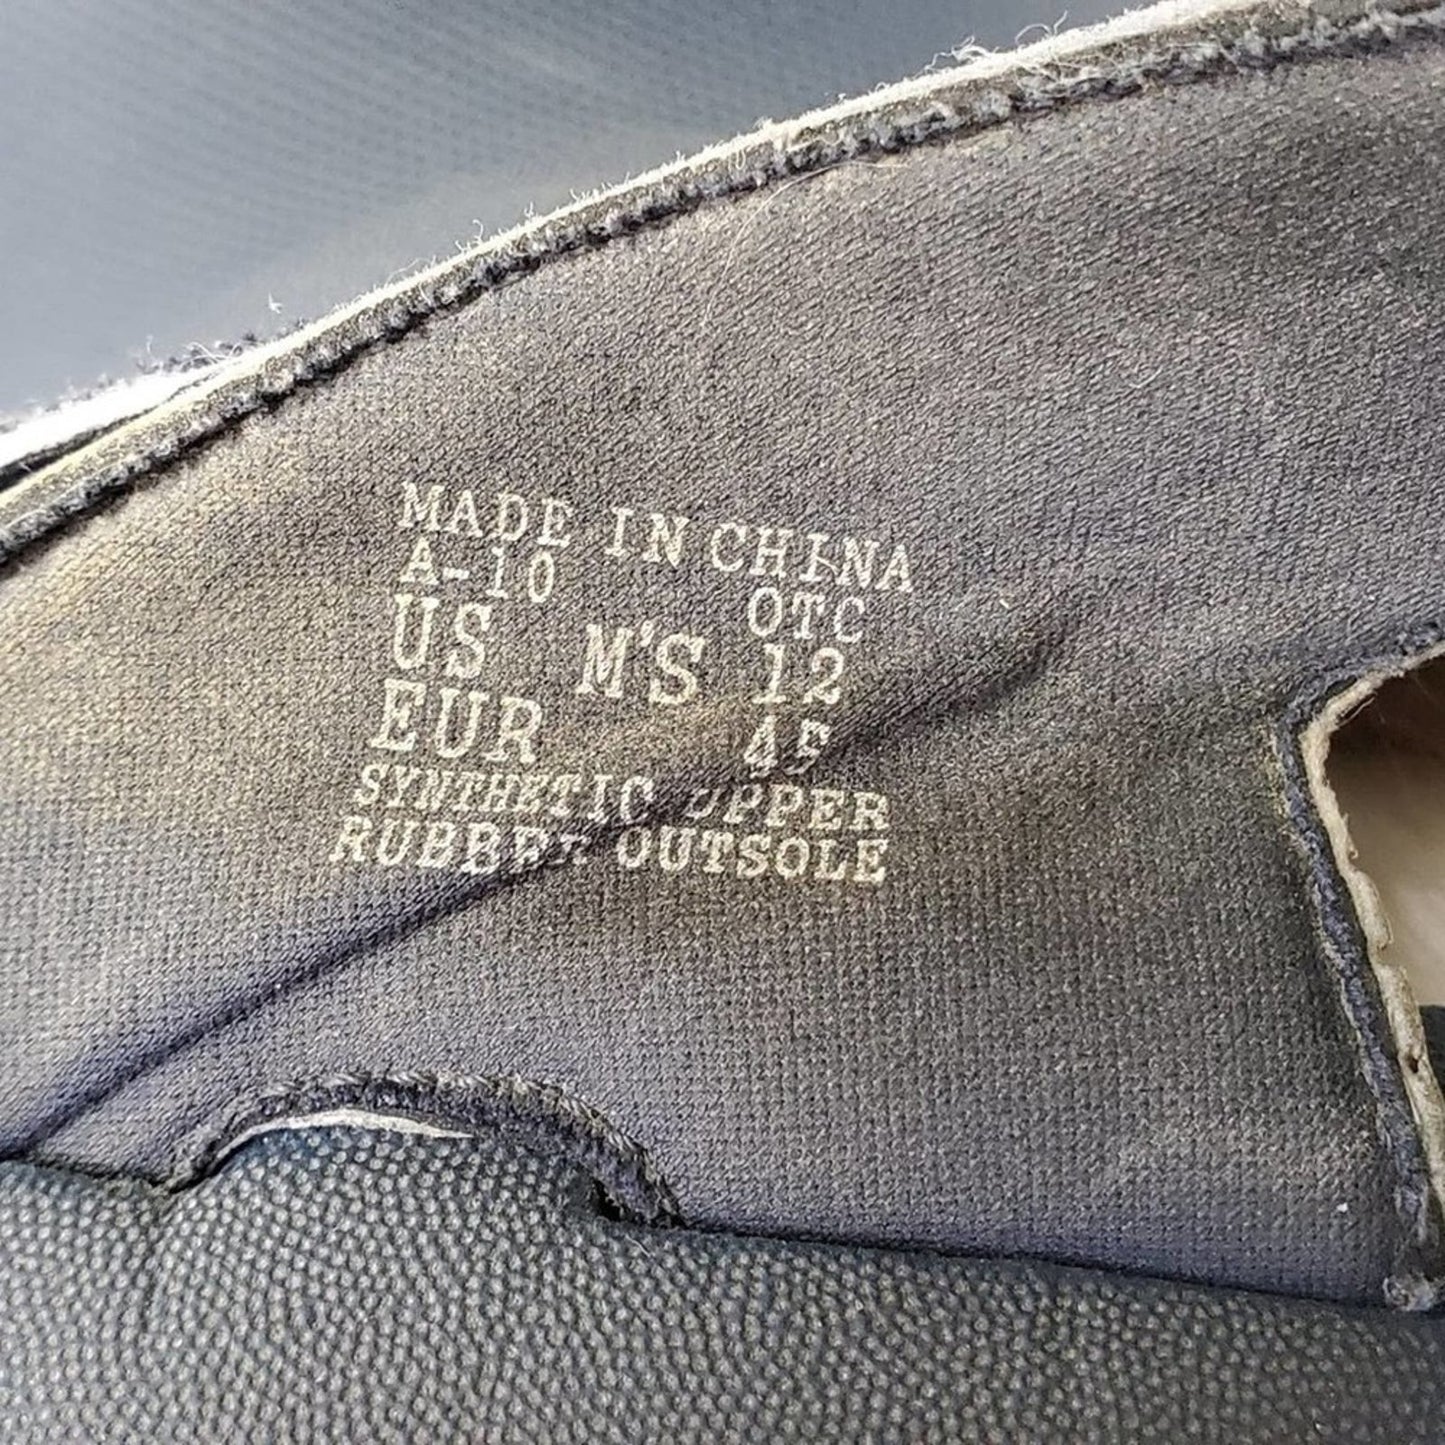 MADE IN CHINA
A-10 OTC
US M'S 12
EUR 45
SYNTHETIC UPPER
RUBBER OUTSOLE